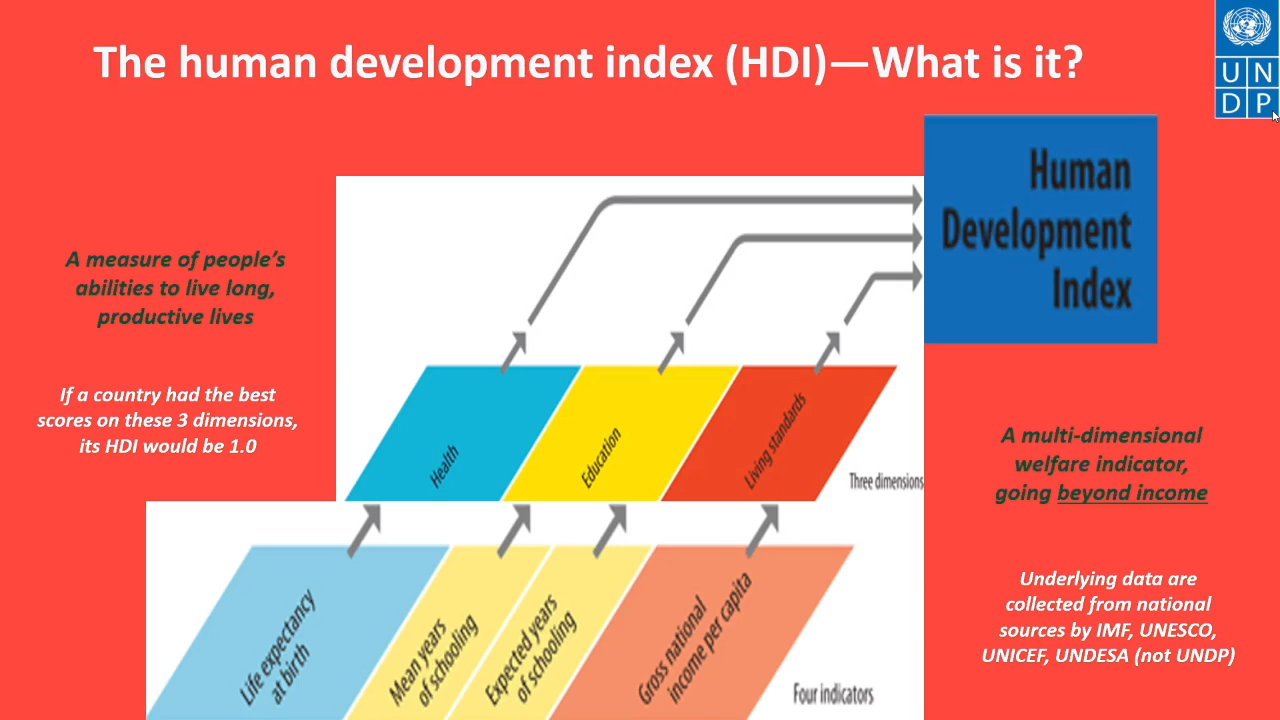 The human development index (HDI)—What is it?
U N
D P
Human
Development
Index
A measure of people's
abilities to live long,
productive lives
If a country had the best
scores on these 3 dimensions,
its HDI would be 1.0
Health
Education
Living standards
Three dimensions
A multi-dimensional
welfare indicator,
going beyond income
Life expectancy
at birth
Mean years
of schooling
Expected years
of schooling
Gross national
income per capita
Four indicators
Underlying data are
collected from national
sources by IMF, UNESCO,
UNICEF, UNDESA (not UNDP)